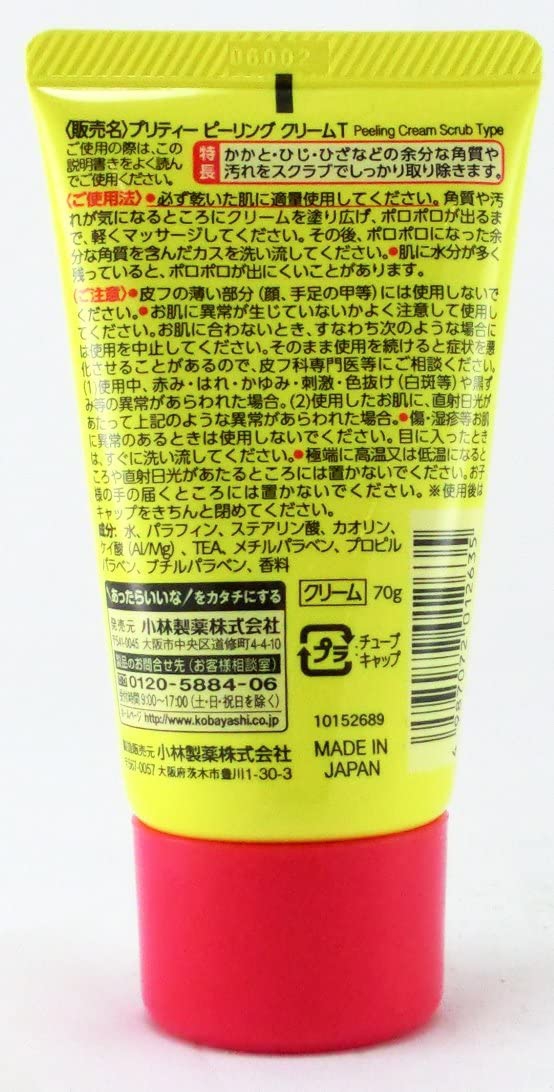 06002
〈販売名〉プリティー ピーリング クリームT Peeling Cream Scrub Type
ご使用の際は、この
説明書きをよく読ん
でご使用ください。
特長
かかと・ひじ・ひざなどの余分な角質や
汚れをスクラブでしっかり取り除きます。
〈ご使用法〉●必ず乾いた肌に適量使用してください。角質や汚
れが気になるところにクリームを塗り広げ、ポロポロが出るま
で、軽くマッサージしてください。その後、ポロポロになった余
分な角質を含んだカスを洗い流してください。●肌に水分が多く
残っていると、ポロポロが出にくいことがあります。
〈ご注意〉●皮フの薄い部分(顔、手足の甲等)には使用しないで
ください。●お肌に異常が生じていないかよく注意して使用し
てください。お肌に合わないとき、すなわち次のような場合に
は使用を中止してください。そのまま使用を続けると症状を悪
化させることがあるので、皮フ科専門医等にご相談ください。
(1)使用中、赤み・はれ・かゆみ・刺激・色抜け(白斑等)や黒ず
み等の異常があらわれた場合。(2)使用したお肌に、直射日光が
あたって上記のような異常があらわれた場合。●傷・湿疹等お肌
に異常のあるときは使用しないでください。目に入ったとき
は、すぐに洗い流してください。●極端に高温又は低温になると
ころや直射日光があたるところには置かないでください。お子
様の手の届くところには置かないでください。※使用後は
キャップをきちんと閉めてください。
成分：水、パラフィン、ステアリン酸、カオリン、
ケイ酸(Al/Mg)、TEA、メチルパラベン、プロピル
パラベン、ブチルパラベン、香料
\あったらいいな/をカタチにする
発売元 小林製薬株式会社
〒541-0045 大阪市中央区道修町4-4-10
製品のお問合せ先(お客様相談室)
0120-5884-06
受付時間9:00~17:00(土・日・祝日を除く)
ホームページ http://www.kobayashi.co.jp
製造販売元 小林製薬株式会社
〒567-0057 大阪府茨木市豊川1-30-3
クリーム 70g
プラ
チューブ
キャップ
10152689
MADE IN
JAPAN
4 987072 012635